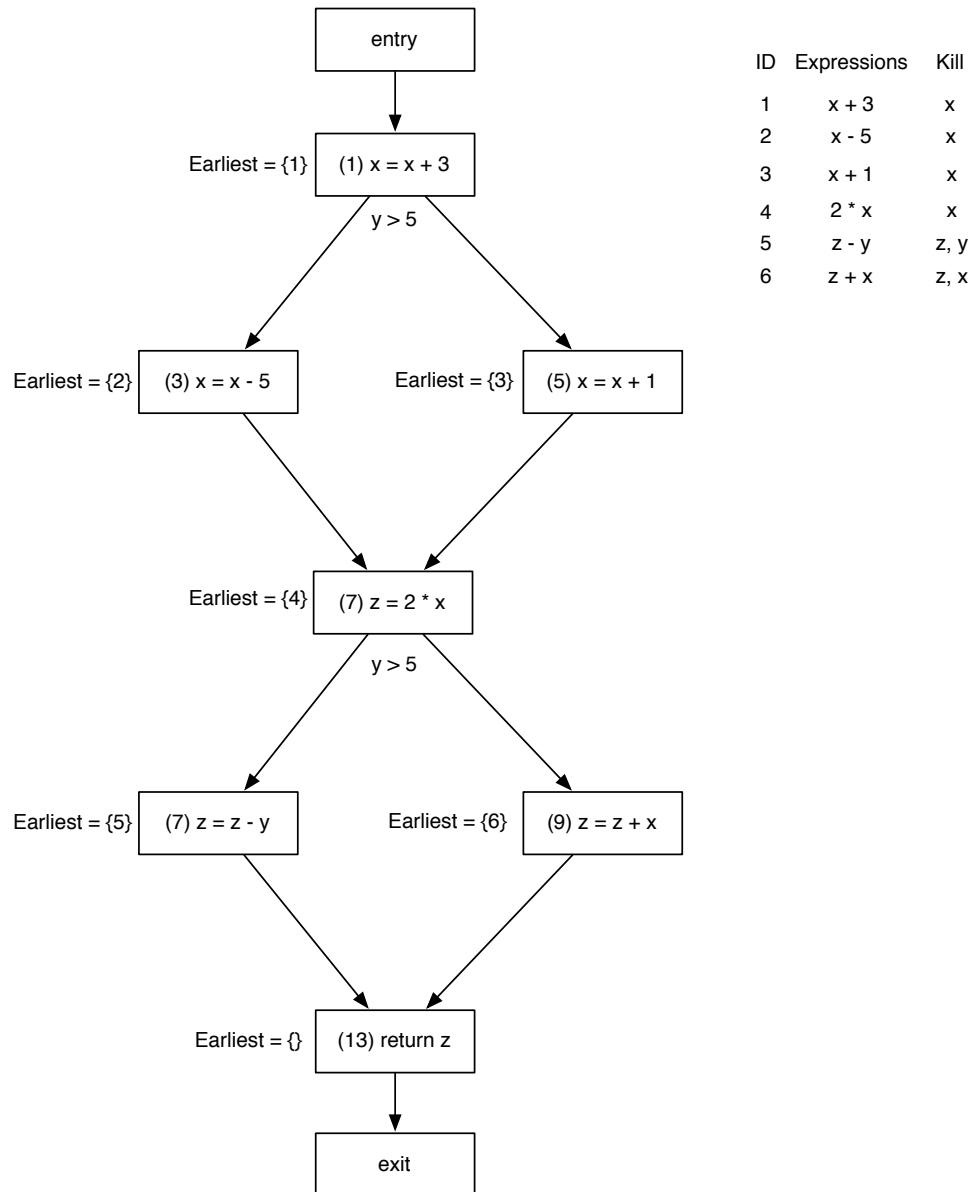 entry
ID Expressions Kill
1 x + 3 x
2 x - 5 x
3 x + 1 x
4 2 * x x
5 z - y z, y
6 z + x z, x
Earliest = {1}
(1) x = x + 3
y > 5
Earliest = {2}
(3) x = x - 5
Earliest = {3}
(5) x = x + 1
Earliest = {4}
(7) z = 2 * x
y > 5
Earliest = {5}
(7) z = z - y
Earliest = {6}
(9) z = z + x
Earliest = {}
(13) return z
exit